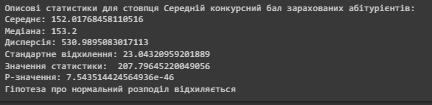 Описові статистики для стовпця Середній конкурсний бал зарахованих абітурієнтів:
Середнє: 152.01768458110516
Медіана: 153.2
Дисперсія: 530.9895083017113
Стандартне відхилення: 23.04320959201889
Значення статистики:  207.79645220049056
P-значення: 7.543514424564936e-46
Гіпотеза про нормальний розподіл відхиляється